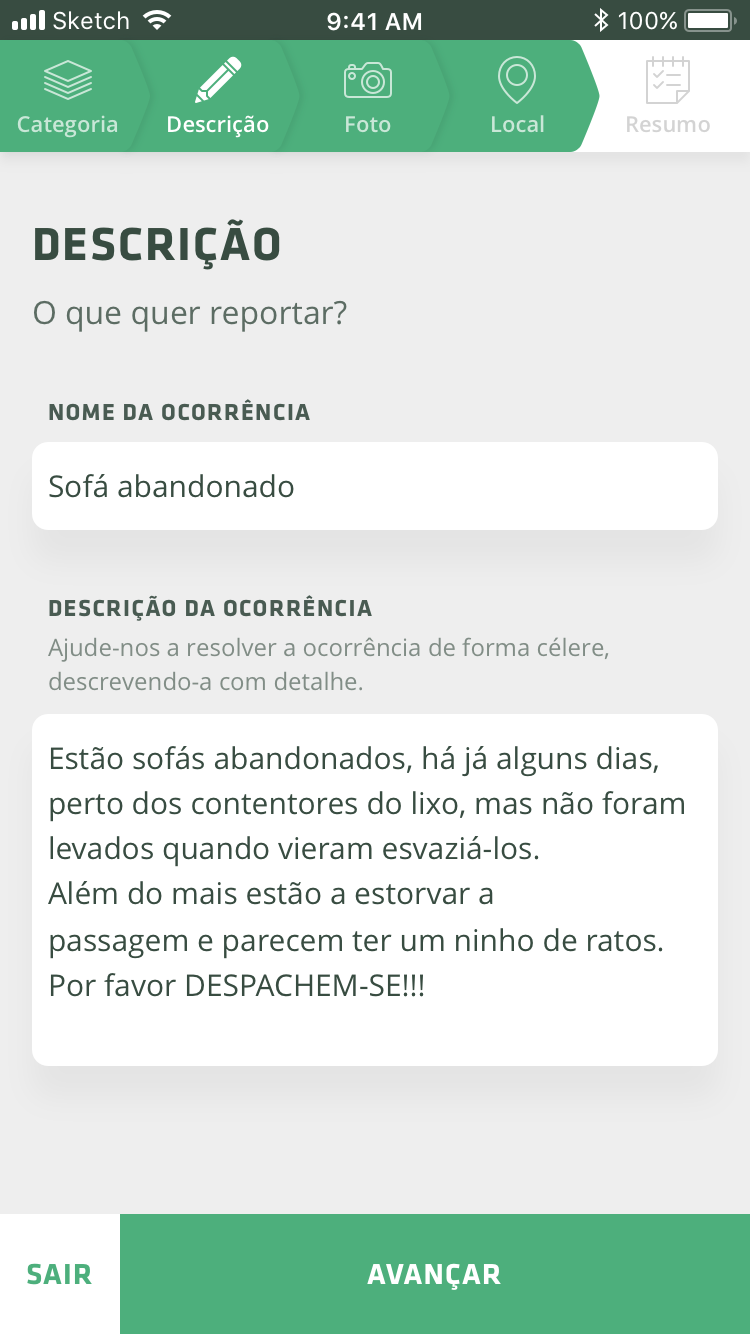 Sketch 9:41 AM 100%
Categoria Descrição Foto Local Resumo
DESCRIÇÃO
O que quer reportar?
NOME DA OCORRÊNCIA
Sofá abandonado
DESCRIÇÃO DA OCORRÊNCIA
Ajude-nos a resolver a ocorrência de forma célere,
descrevendo-a com detalhe.
Estão sofás abandonados, há já alguns dias,
perto dos contentores do lixo, mas não foram
levados quando vieram esvaziá-los.
Além do mais estão a estorvar a
passagem e parecem ter um ninho de ratos.
Por favor DESPACHEM-SE!!!
SAIR AVANÇAR